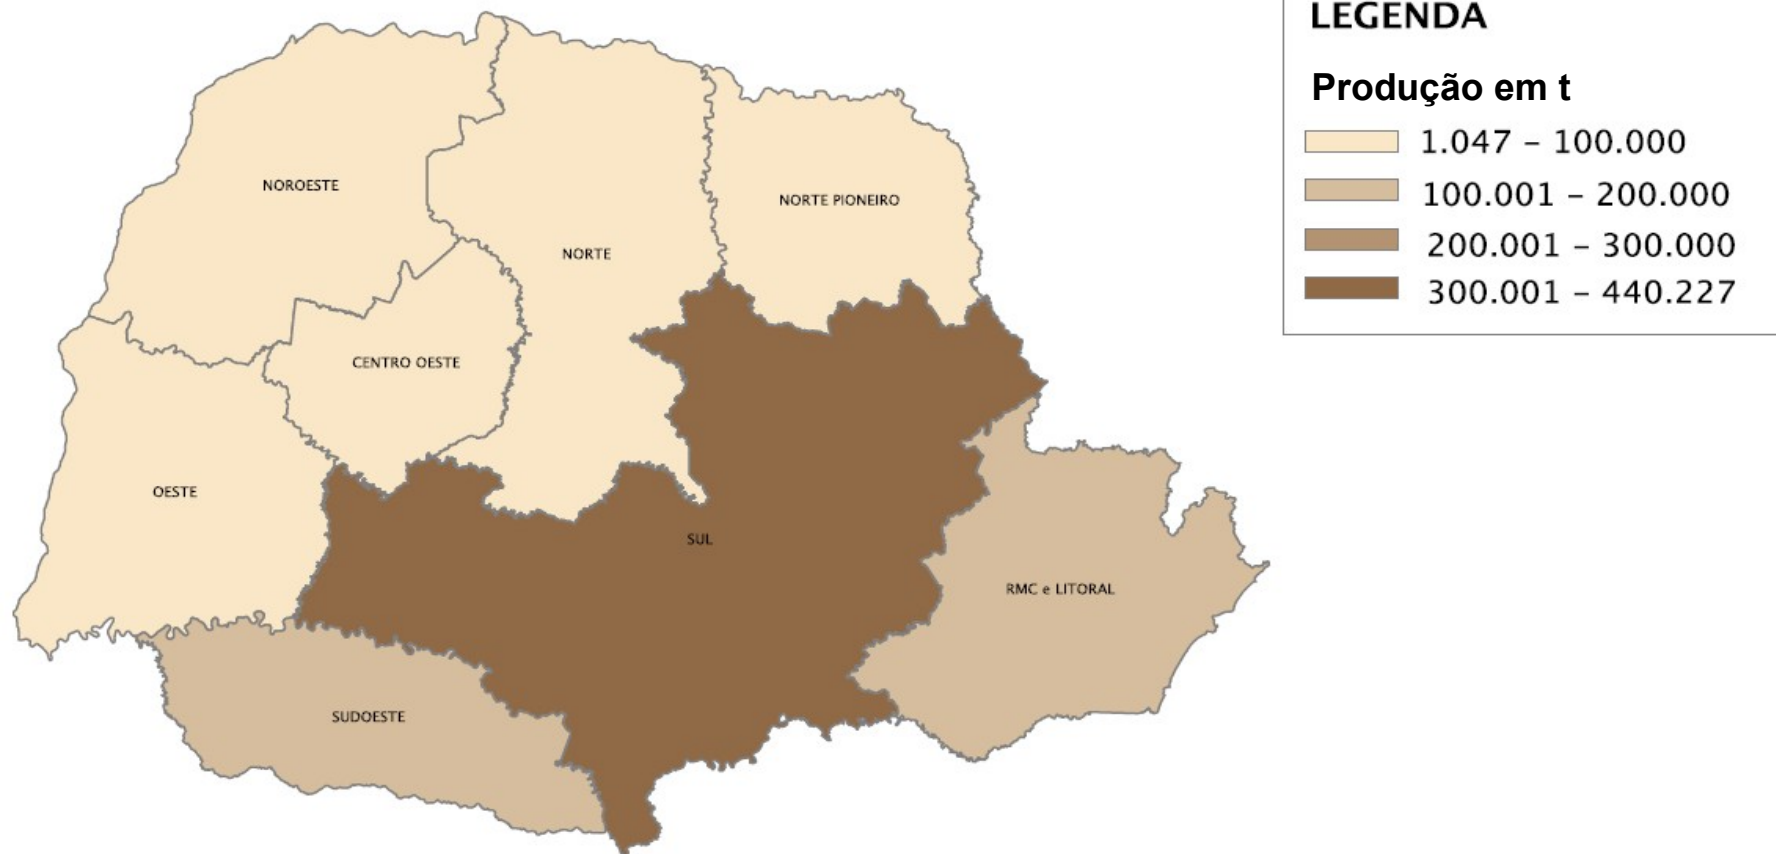 LEGENDA
Produção em t
1.047 – 100.000
100.001 – 200.000
200.001 – 300.000
300.001 – 440.227
NOROESTE
NORTE PIONEIRO
NORTE
CENTRO OESTE
OESTE
SUL
RMC e LITORAL
SUDOESTE